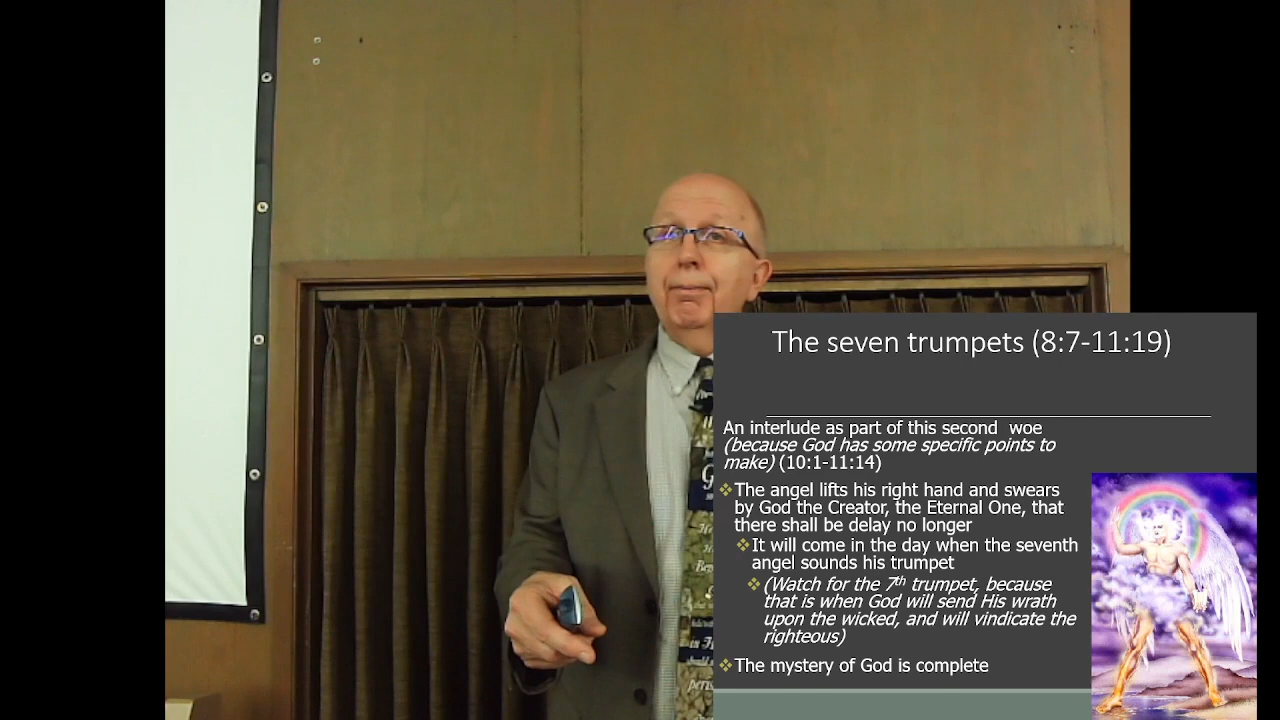 The seven trumpets (8:7-11:19)
An interlude as part of this second woe
(because God has some specific points to
make) (10:1-11:14)
The angel lifts his right hand and swears
by God the Creator, the Eternal One, that
there shall be delay no longer
It will come in the day when the seventh
angel sounds his trumpet
(Watch for the 7th trumpet, because
that is when God will send His wrath
upon the wicked, and will vindicate the
righteous)
The mystery of God is complete